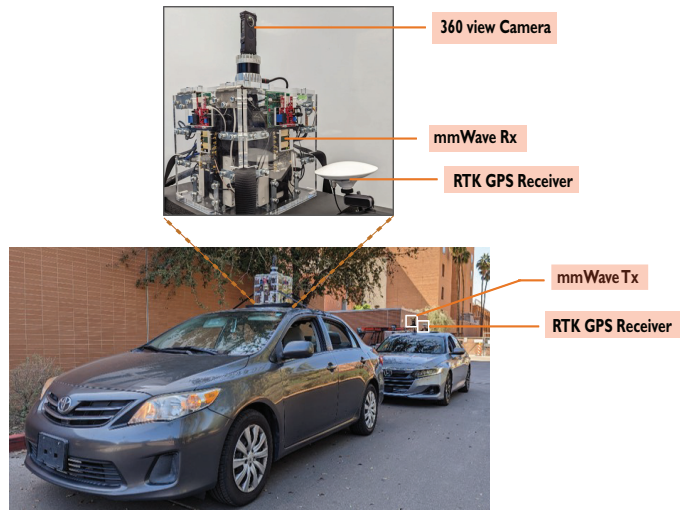 360 view Camera
mmWave Rx
RTK GPS Receiver
mmWave Tx
RTK GPS Receiver